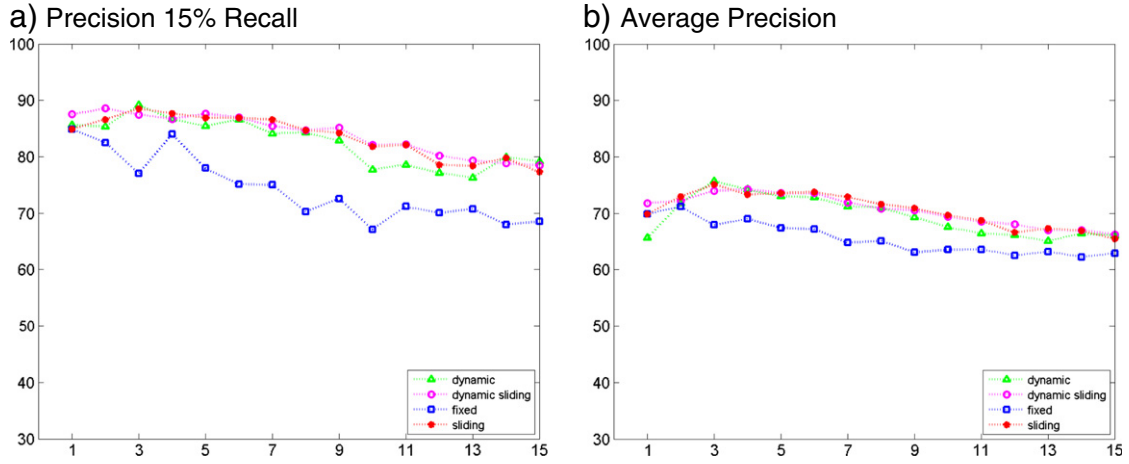 a) Precision 15% Recall
100
90
80
70
60
50
40
30
1 3 5 7 9 11 13 15
dynamic
dynamic sliding
fixed
sliding
b) Average Precision
100
90
80
70
60
50
40
30
1 3 5 7 9 11 13 15
dynamic
dynamic sliding
fixed
sliding